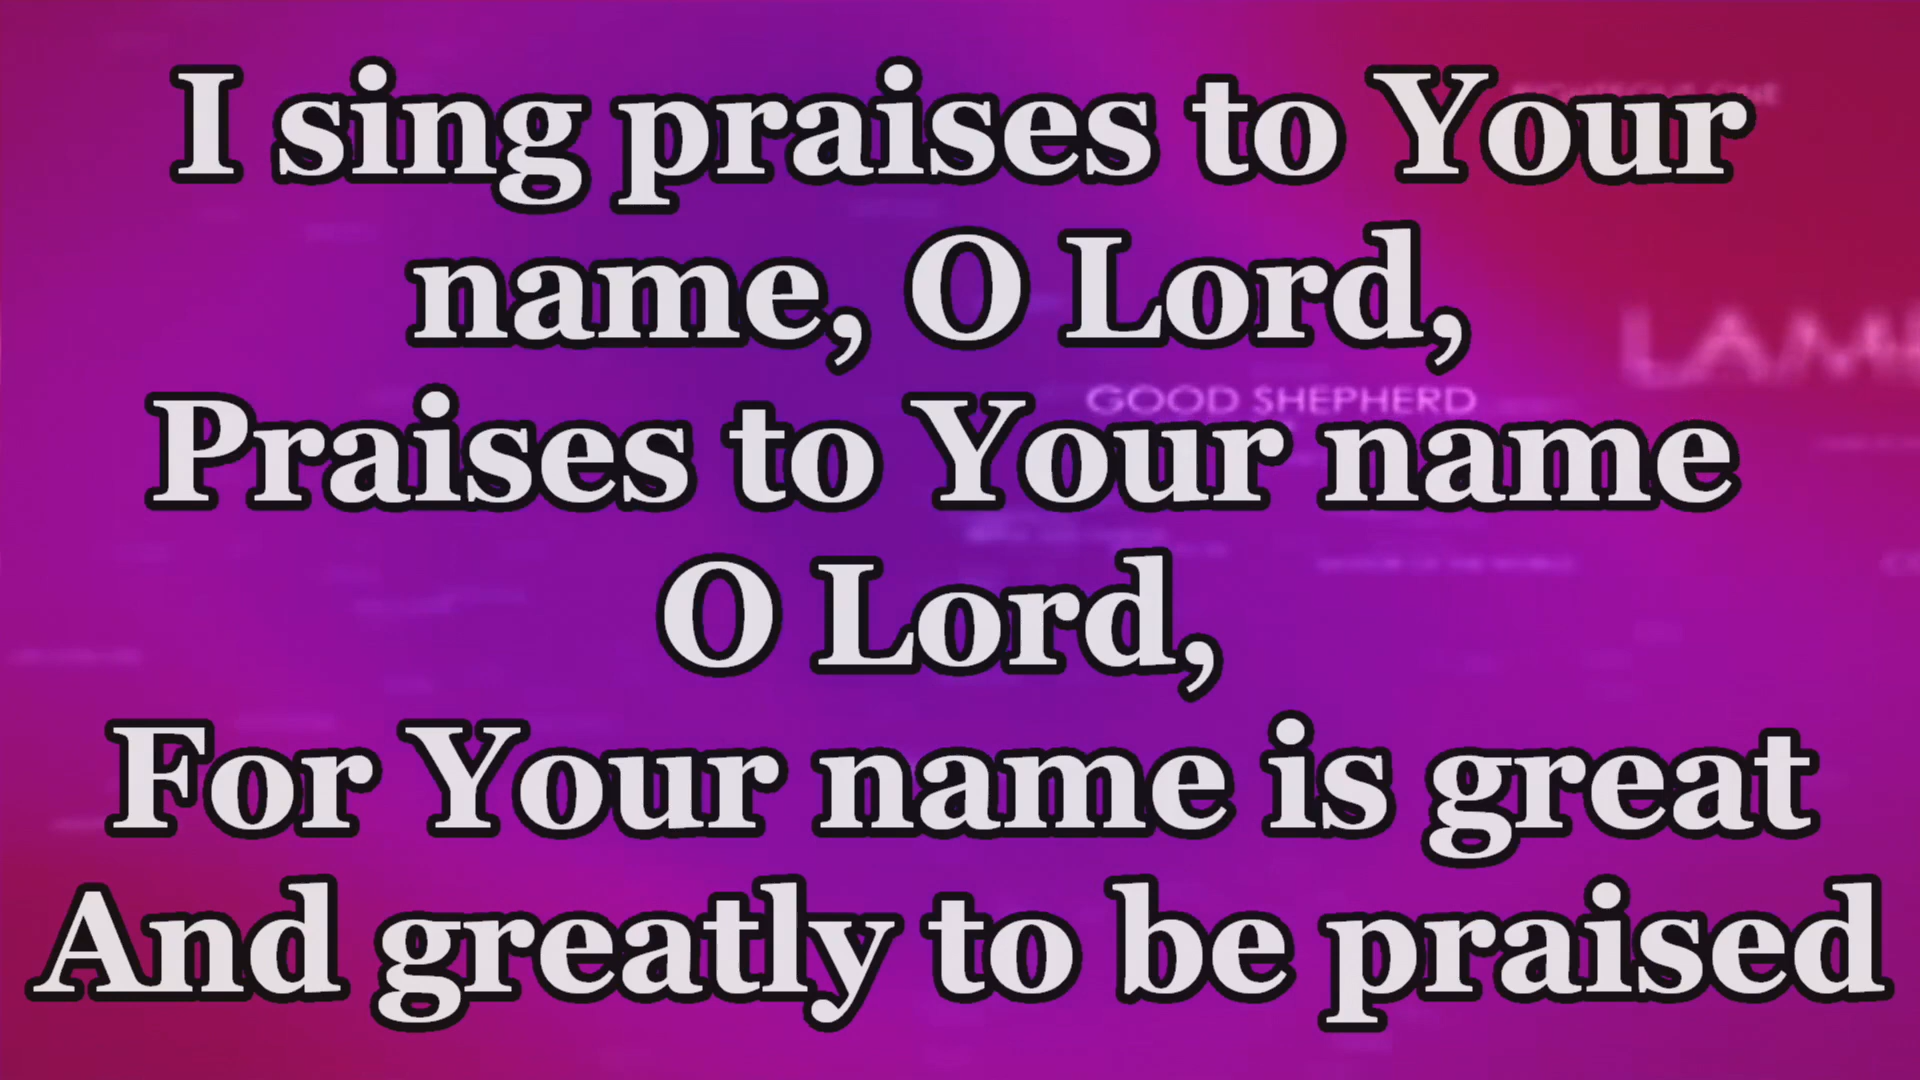 I sing praises to Your
name, O Lord,
GOOD SHEPHERD
Praises to Your name
O Lord,
For Your name is great
And greatly to be praised